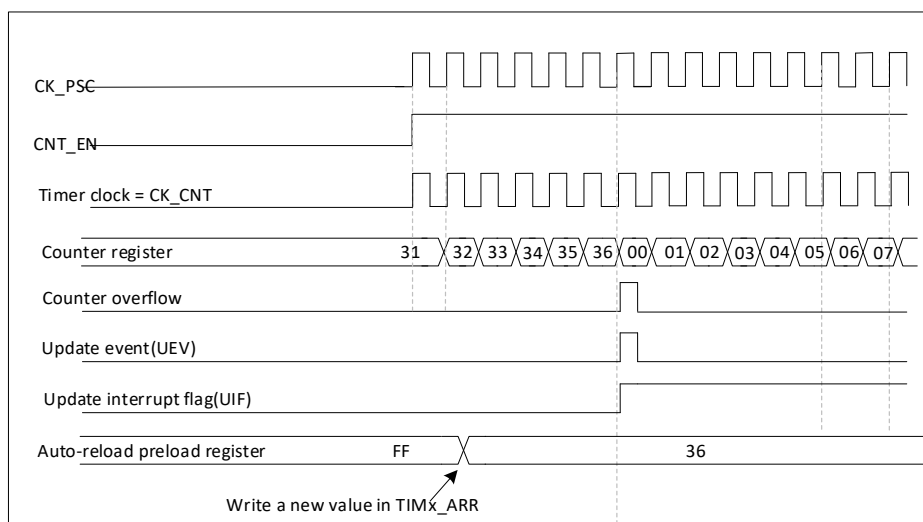 CK_PSC
CNT_EN
Timer clock = CK_CNT
Counter register 31 32 33 34 35 36 00 01 02 03 04 05 06 07
Counter overflow
Update event(UEV)
Update interrupt flag(UIF)
Auto-reload preload register FF 36
Write a new value in TIMx_ARR